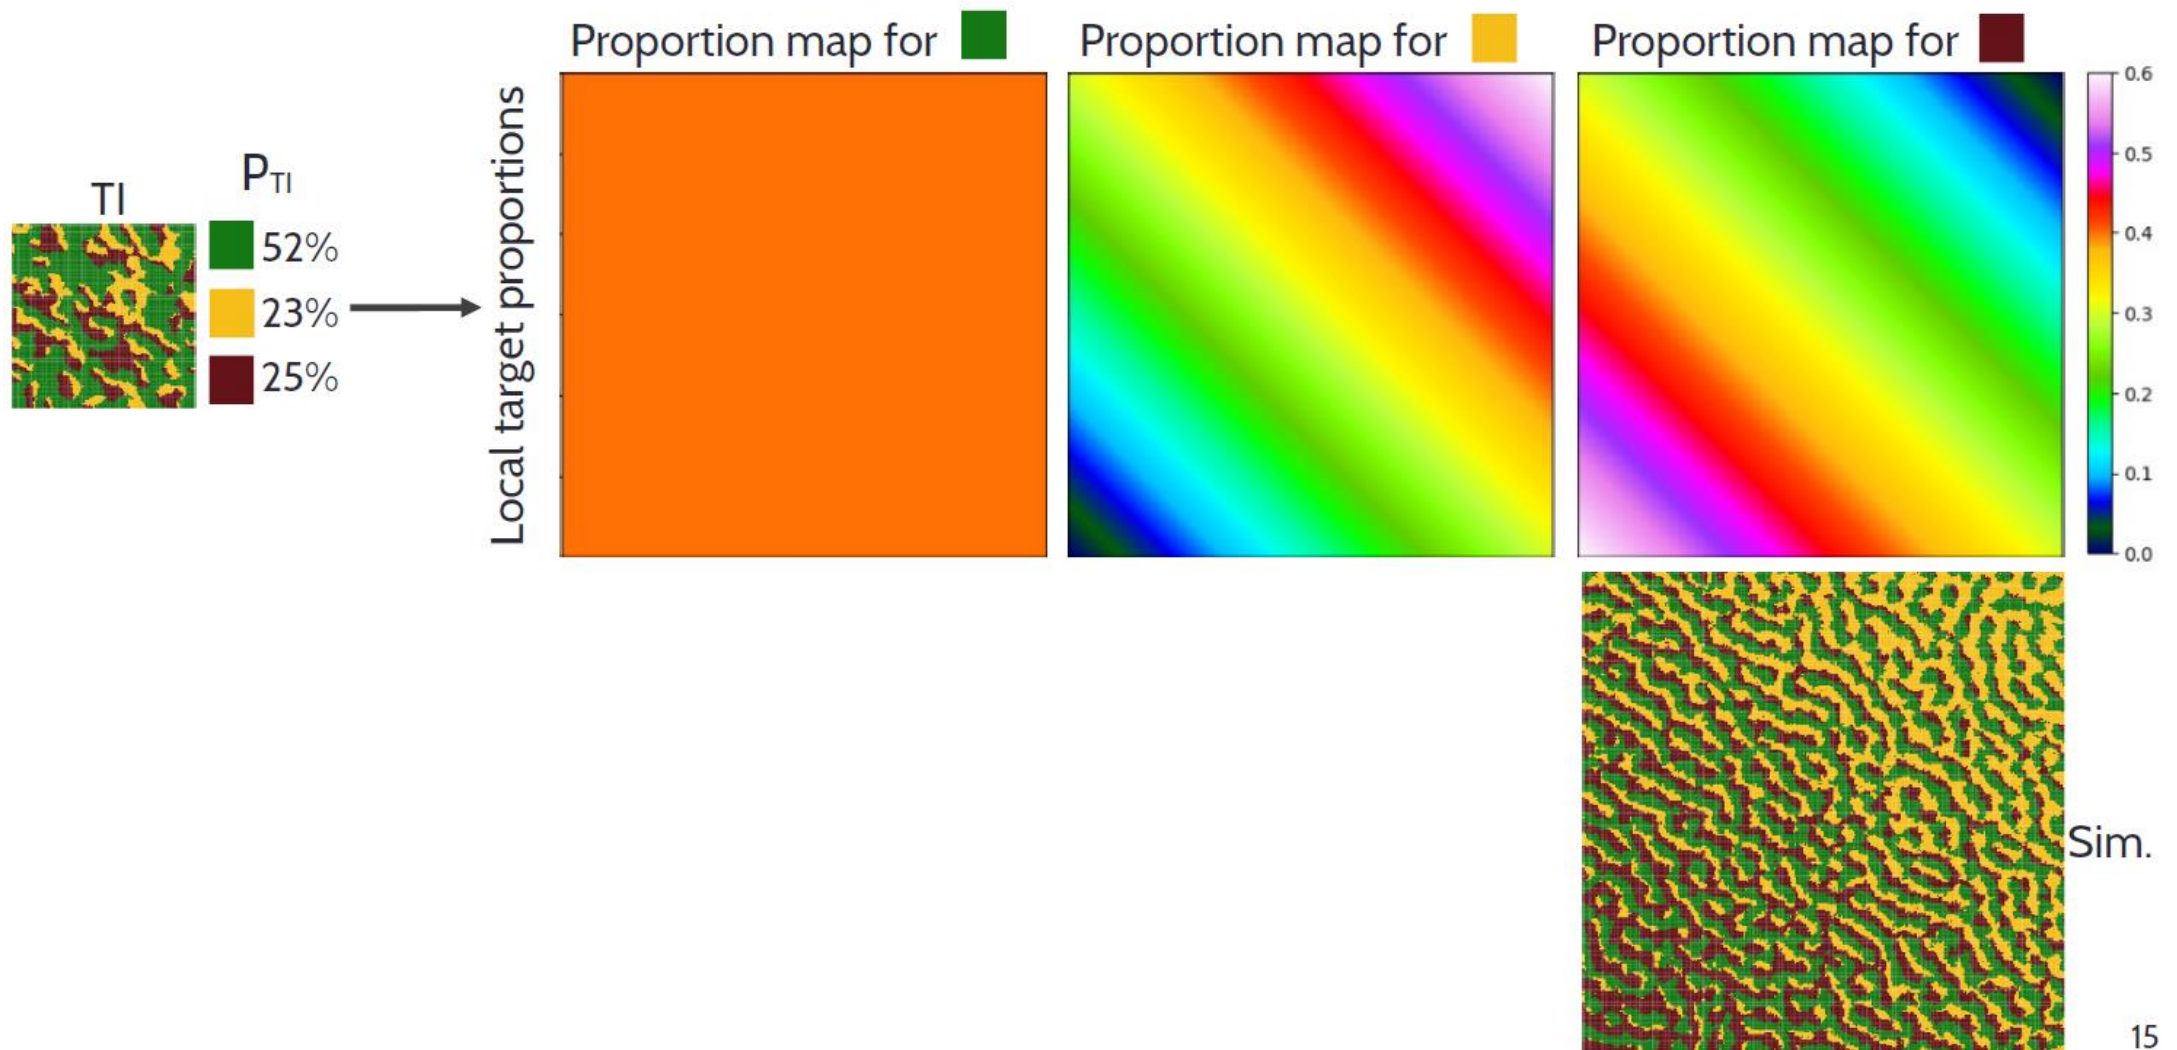 Proportion map for
Proportion map for
Proportion map for
Local target proportions
TI
PTI
52%
23%
25%
0.6
0.5
0.4
0.3
0.2
0.1
0.0
Sim.
15